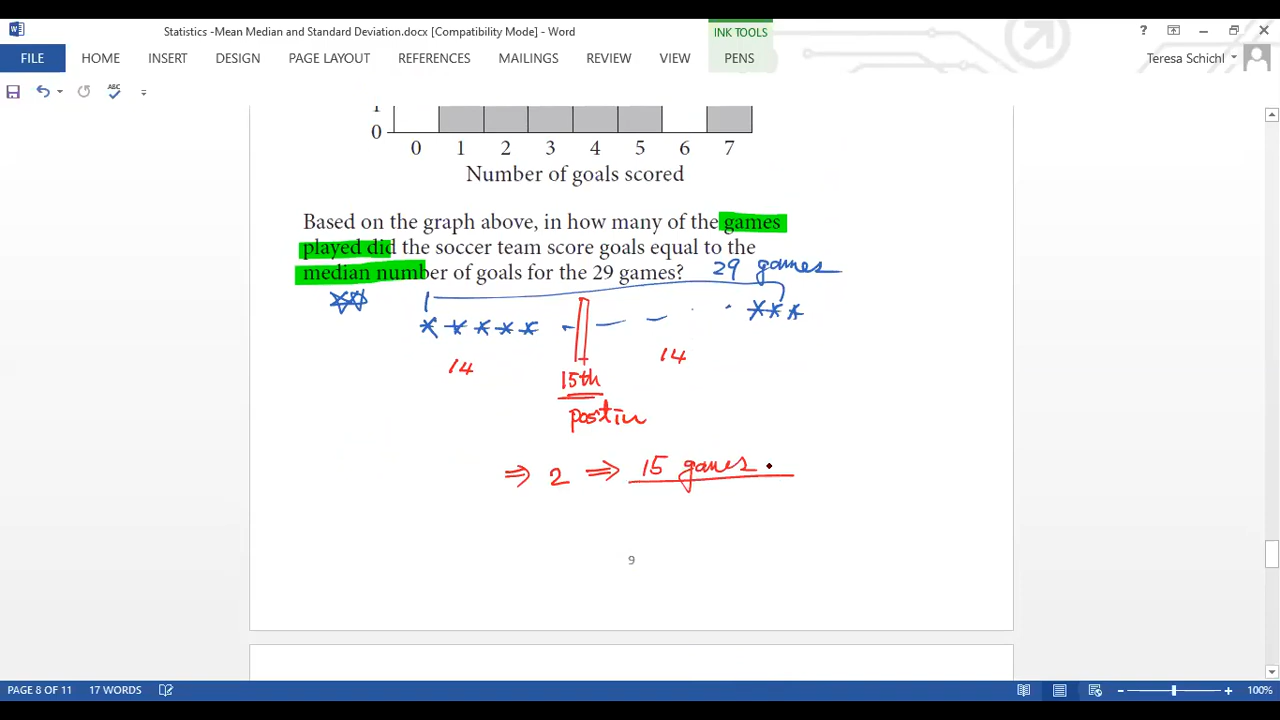 Statistics -Mean Median and Standard Deviation.docx [Compatibility Mode] - Word
INK TOOLS
?
FILE HOME INSERT DESIGN PAGE LAYOUT REFERENCES MAILINGS REVIEW VIEW PENS
Teresa Schichl
ABC
1
0
0 1 2 3 4 5 6 7
Number of goals scored
Based on the graph above, in how many of the games
played did the soccer team score goals equal to the
median number of goals for the 29 games?
29 games
14 14
15th
postin
⇒ 2 ⇒ 15 games
9
PAGE 8 OF 11 17 WORDS
100%